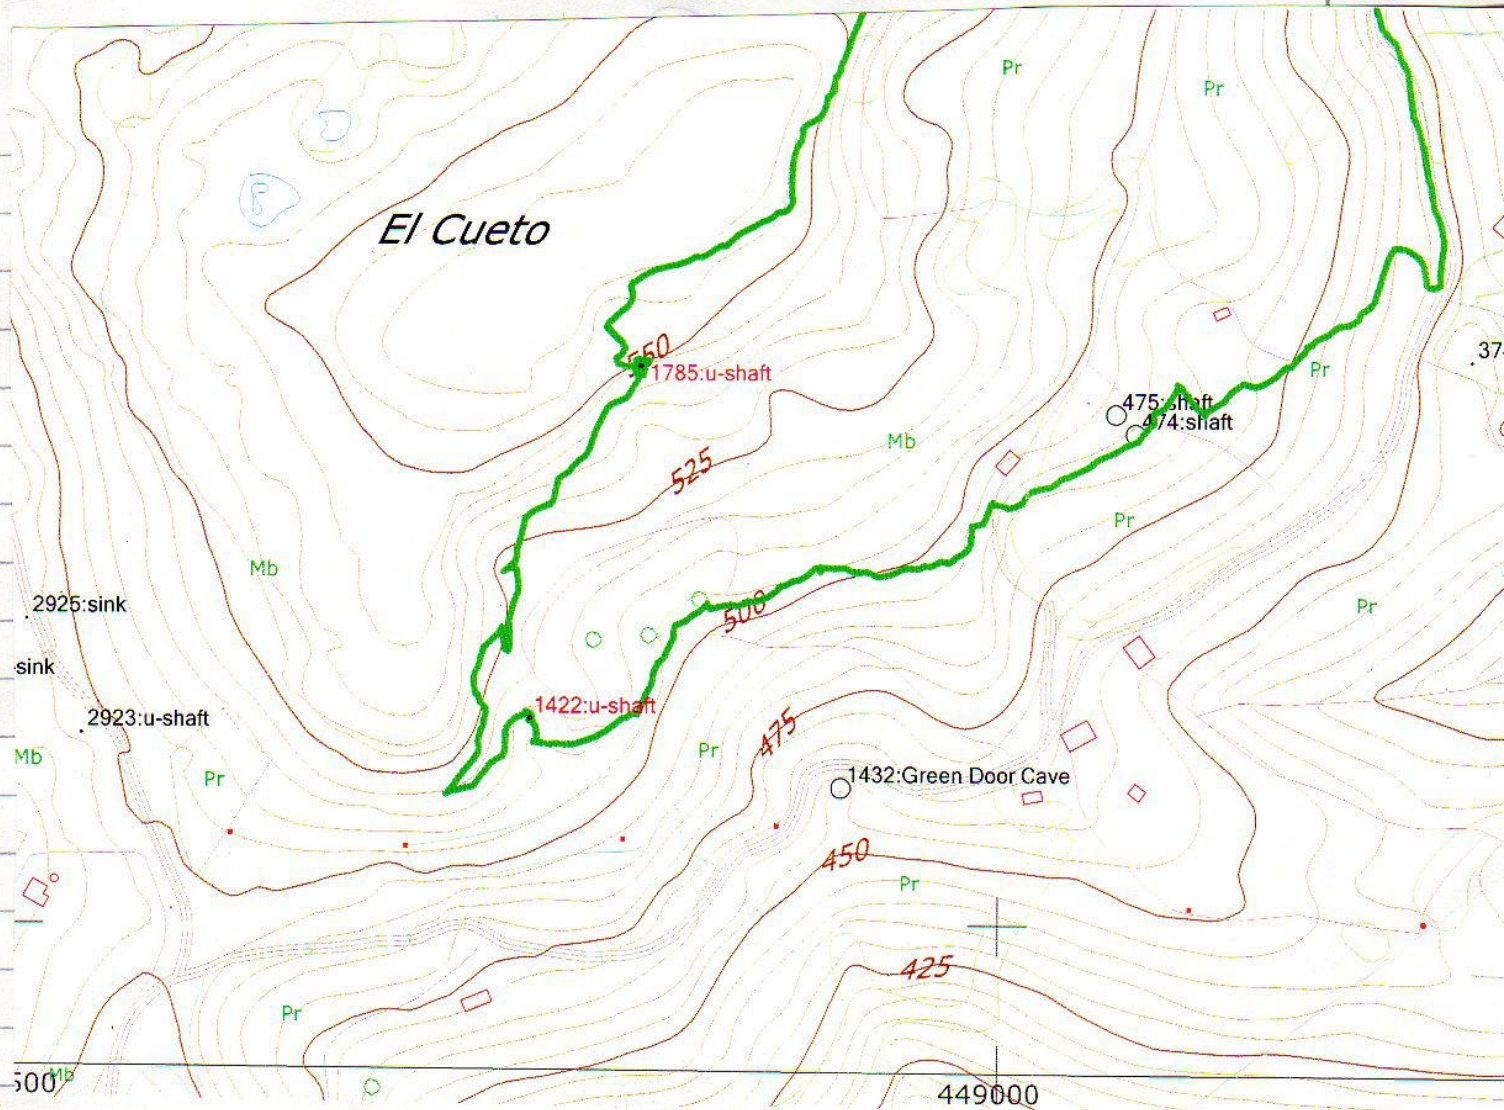 Pr
Pr
El Cueto
550
1785:u-shaft
37
Pr
475:shaft
474:shaft
Mb
525
Pr
Mb
2925:sink
500
Pr
sink
1422:u-shaft
2923:u-shaft
475
Pr
Mb
Pr
1432:Green Door Cave
450
Pr
425
Pr
500
Mb
449000